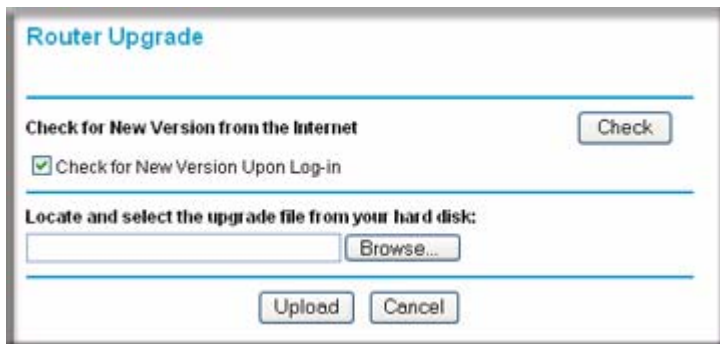 Router Upgrade
Check for New Version from the Internet
Check
Check for New Version Upon Log-in
Locate and select the upgrade file from your hard disk:
Browse...
Upload
Cancel